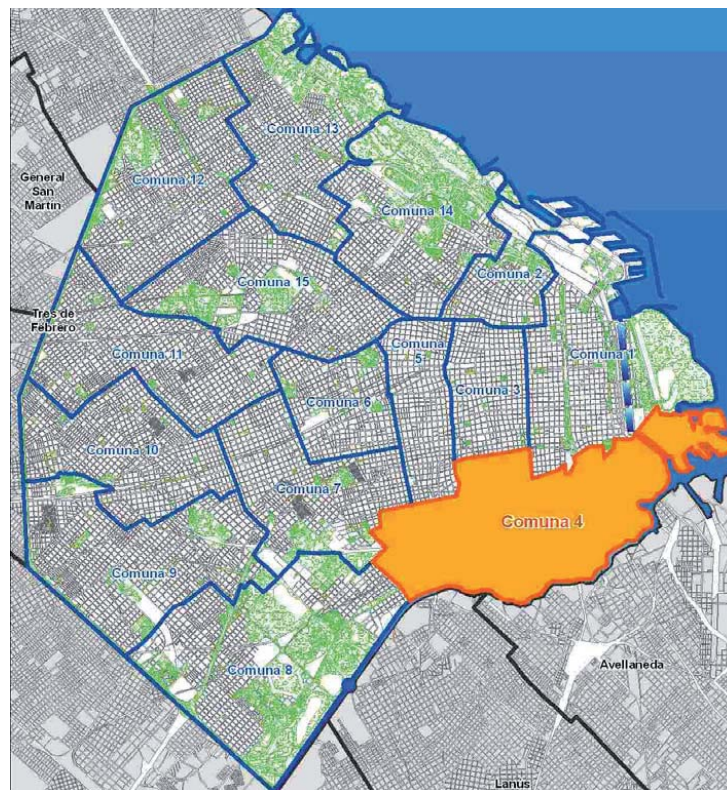 Comuna 13
General
San
Martín
Comuna 12
Comuna 14
Comuna 2
Comuna 15
Tres de
Febrero
Comuna 11
Comuna
5
Comuna 1
Comuna 3
Comuna 6
Comuna 10
Comuna 7
Comuna 4
Comuna 9
Comuna 8
Avellaneda
Lanus